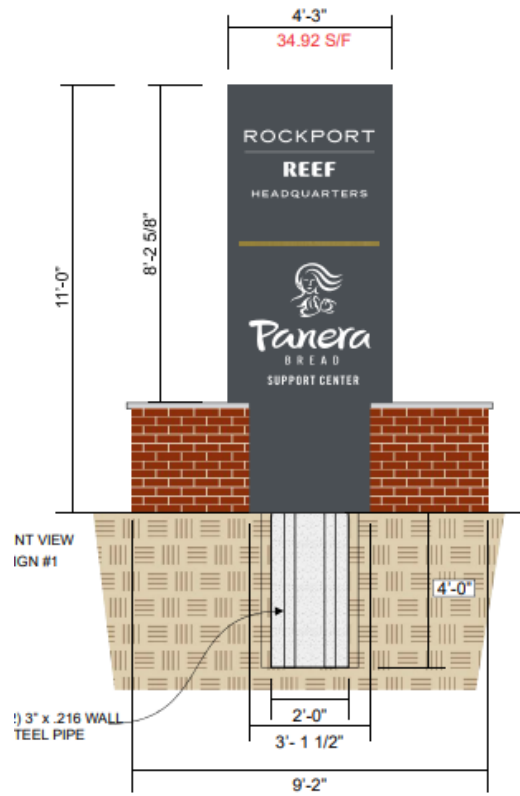 4'-3"
34.92 S/F
ROCKPORT
REEF
HEADQUARTERS
8'-2 5/8"
11'-0"
Panera
BREAD
SUPPORT CENTER
NT VIEW
IGN #1
4'-0"
2) 3" x .216 WALL
TEEL PIPE
2'-0"
3'- 1 1/2"
9'-2"